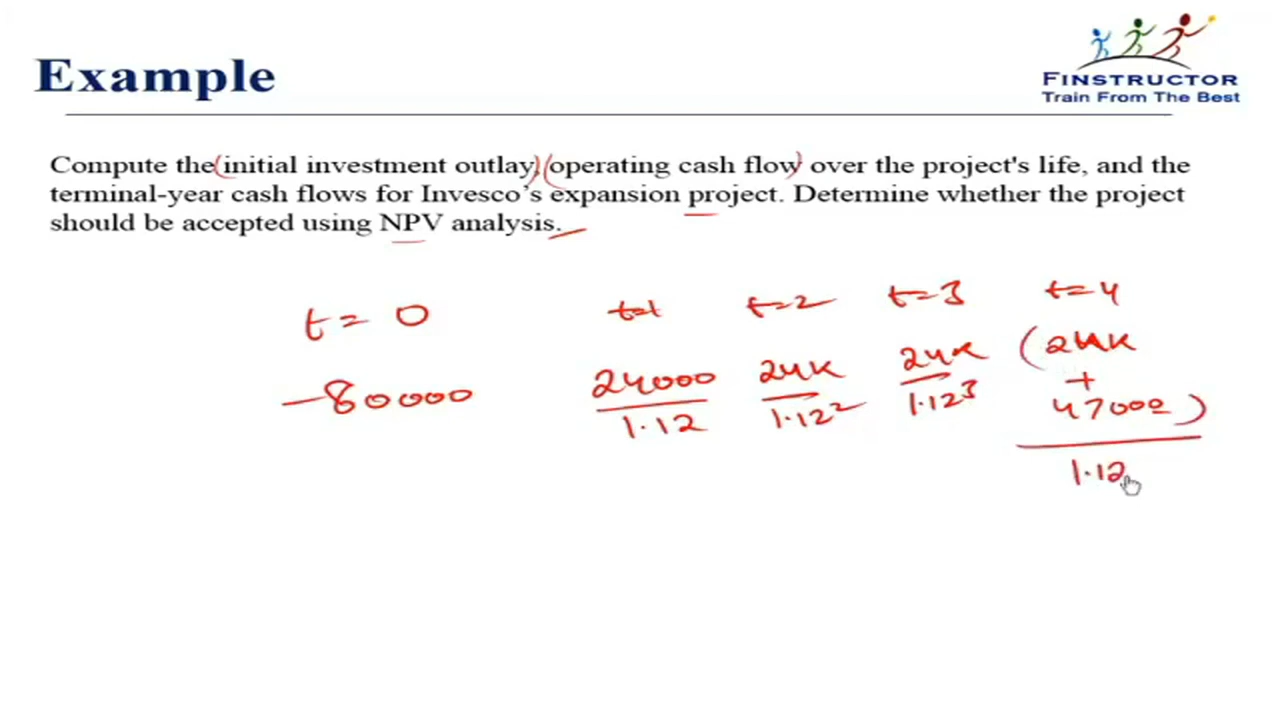 Example
FINSTRUCTOR
Train From The Best
Compute the (initial investment outlay,) (operating cash flow) over the project's life, and the
terminal-year cash flows for Invesco's expansion project. Determine whether the project
should be accepted using NPV analysis.
t = 0 t=1 t=2 t=3 t=4
-80000 24000 24K 24K (24K
1.12 1.12² 1.12³ +
47000)
1.12